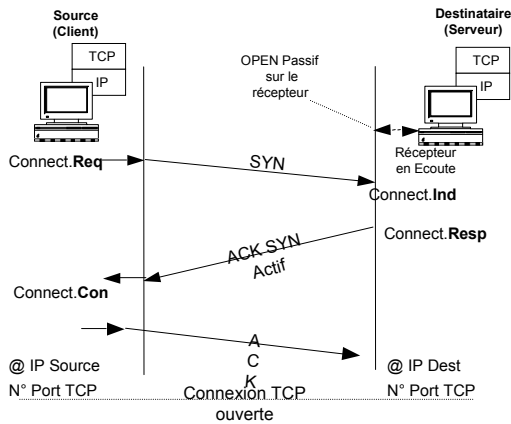 Source
(Client)
Destinataire
(Serveur)
TCP
IP
OPEN Passif
sur le
récepteur
TCP
IP
Récepteur
en Ecoute
Connect.Req
SYN
Connect.Ind
Connect.Resp
ACK SYN
Actif
Connect.Con
A
C
K
@ IP Source
@ IP Dest
N° Port TCP
Connexion TCP
ouverte
N° Port TCP